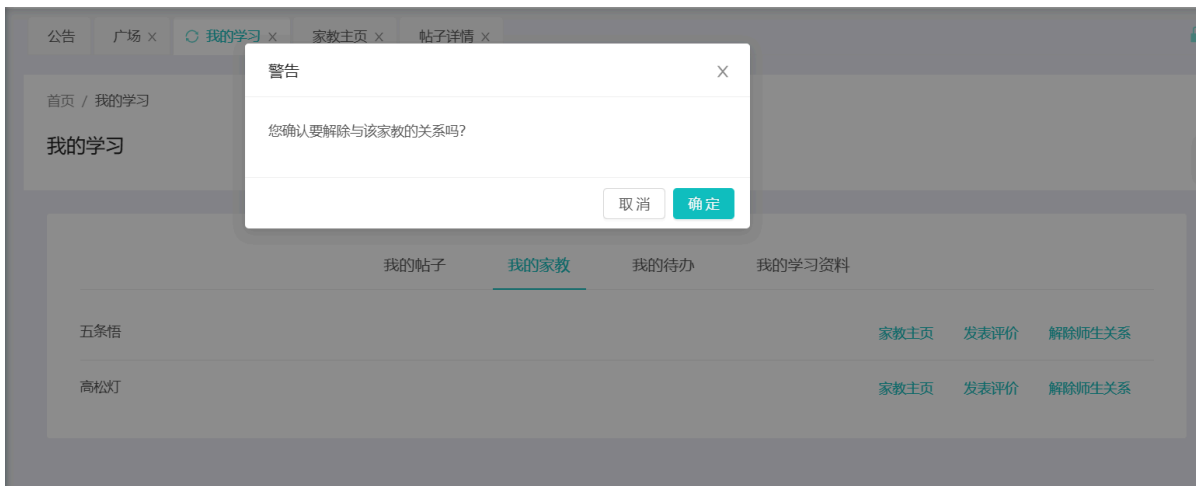 公告 广场 × 我的学习 × 家教主页 × 帖子详情 ×
警告
首页 / 我的学习
您确认要解除与该家教的关系吗?
我的学习
取消 确定
我的帖子 我的家教 我的待办 我的学习资料
五条悟 家教主页 发表评价 解除师生关系
高松灯 家教主页 发表评价 解除师生关系